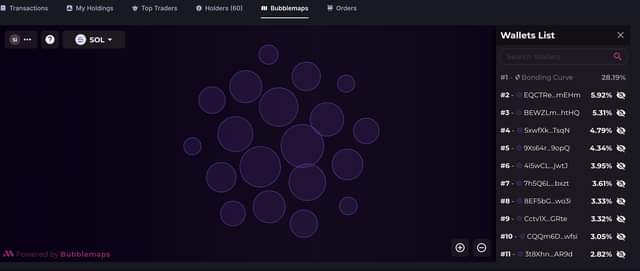 Transactions My Holdings Top Traders Holders (60) Bubblemaps Orders
SOL
Wallets List
Search Wallets
#1 - Bonding Curve 28.19%
#2 - EQCTRe...mEHm 5.92%
#3 - BEWZLm...htHQ 5.31%
#4 - 5xwfXk...TsqN 4.79%
#5 - 9Xs64r...9opQ 4.34%
#6 - 4i5wCL...jwtJ 3.95%
#7 - 7h5Q6L...bxzt 3.61%
#8 - 8EF5bG...wa3i 3.33%
#9 - Cctv1X...GRte 3.32%
#10 - CQQm6D...wfsi 3.05%
#11 - 3t8Xhn...AR9d 2.82%
Powered by Bubblemaps